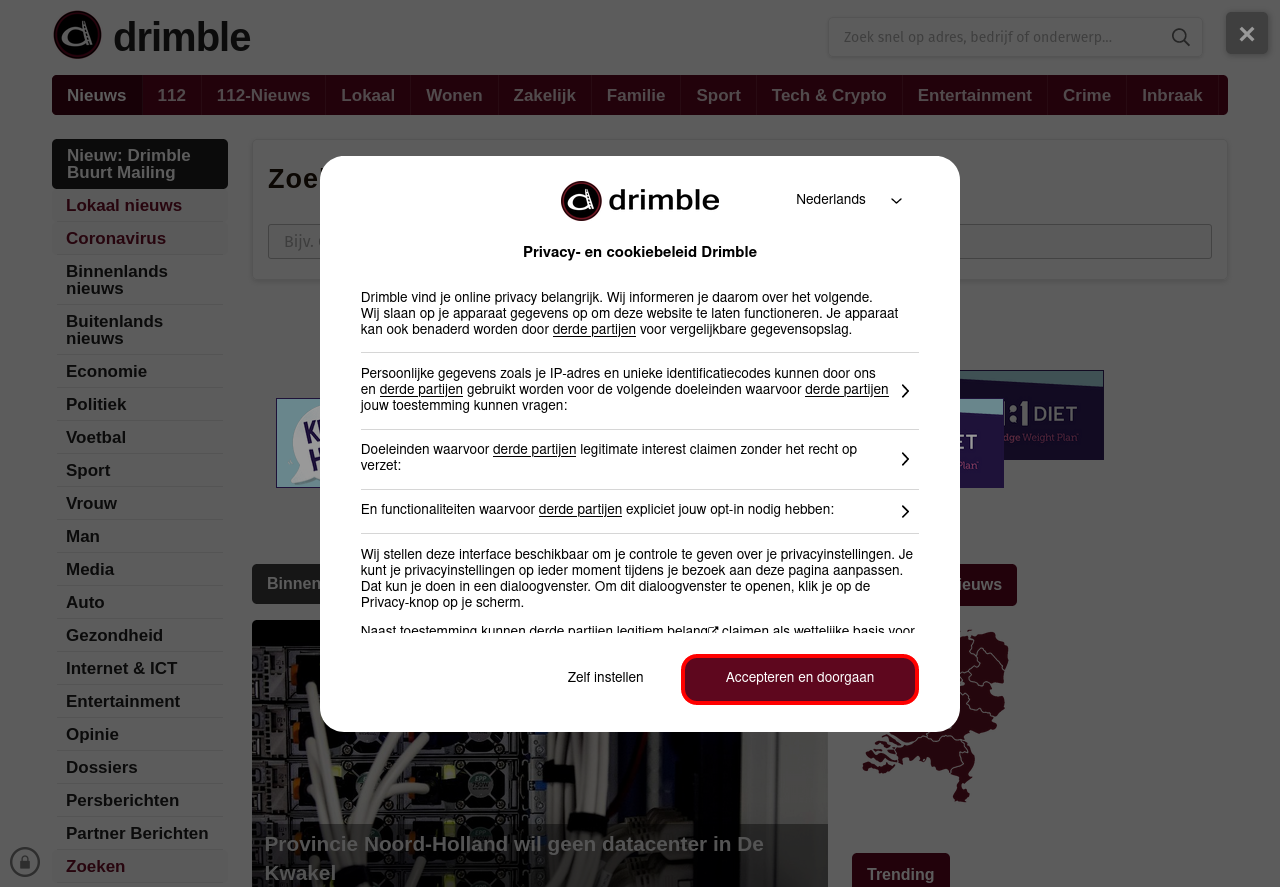 drimble
Zoek snel op adres, bedrijf of onderwerp...
Nieuws
112
112-Nieuws
Lokaal
Wonen
Zakelijk
Familie
Sport
Tech & Crypto
Entertainment
Crime
Inbraak
Nieuw: Drimble
Buurt Mailing
Lokaal nieuws
Coronavirus
Binnenlands
nieuws
Buitenlands
nieuws
Economie
Politiek
Voetbal
Sport
Vrouw
Man
Media
Auto
Gezondheid
Internet & ICT
Entertainment
Opinie
Dossiers
Persberichten
Partner Berichten
Zoeken
Bijv.
drimble
Nederlands
Privacy- en cookiebeleid Drimble
Drimble vind je online privacy belangrijk. Wij informeren je daarom over het volgende.
Wij slaan op je apparaat gegevens op om deze website te laten functioneren. Je apparaat
kan ook benaderd worden door derde partijen voor vergelijkbare gegevensopslag.
Persoonlijke gegevens zoals je IP-adres en unieke identificatiecodes kunnen door ons
en derde partijen gebruikt worden voor de volgende doeleinden waarvoor derde partijen
jouw toestemming kunnen vragen:
Doeleinden waarvoor derde partijen legitimate interest claimen zonder het recht op
verzet:
En functionaliteiten waarvoor derde partijen expliciet jouw opt-in nodig hebben:
Wij stellen deze interface beschikbaar om je controle te geven over je privacyinstellingen. Je
kunt je privacyinstellingen op ieder moment tijdens je bezoek aan deze pagina aanpassen.
Dat kun je doen in een dialoogvenster. Om dit dialoogvenster te openen, klik je op de
Privacy-knop op je scherm.
Naast toestemming kunnen derde partijen legitiem belang claimen als wettelijke basis voor
Zelf instellen
Accepteren en doorgaan
:1 DIET
Weight Plan
Provincie Noord-Holland wil geen datacenter in De
Kwakel
Trending